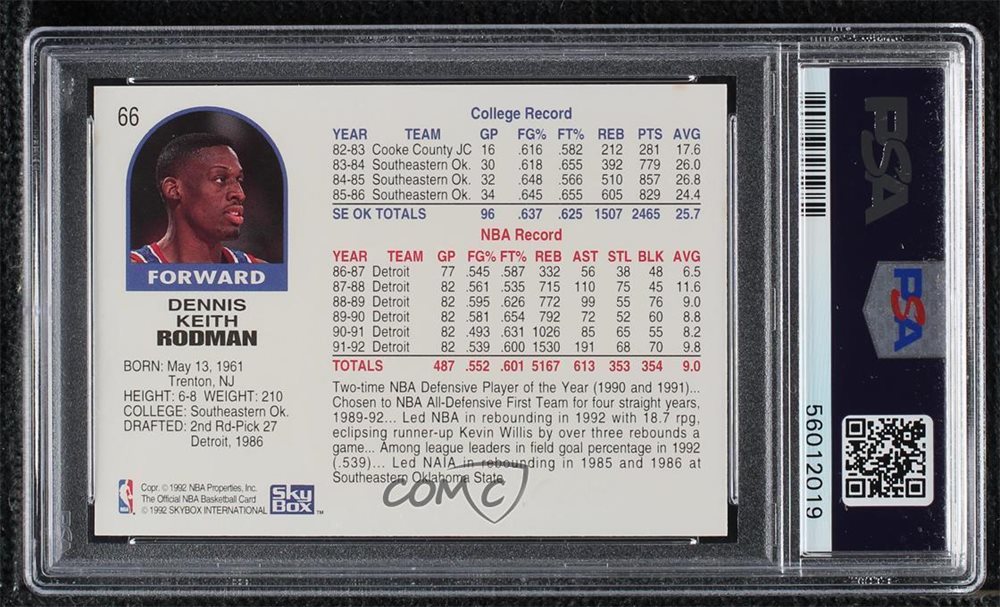 66
FORWARD
DENNIS
KEITH
RODMAN
BORN: May 13, 1961
Trenton, NJ
HEIGHT: 6-8 WEIGHT: 210
COLLEGE: Southeastern Ok.
DRAFTED: 2nd Rd-Pick 27
Detroit, 1986
NBA
Copr. © 1992 NBA Properties, Inc.
The Official NBA Basketball Card
© 1992 SKYBOX INTERNATIONAL
SkyBox TM
College Record
YEAR TEAM GP FG% FT% REB PTS AVG
82-83 Cooke County JC 16 .616 .582 212 281 17.6
83-84 Southeastern Ok. 30 .618 .655 392 779 26.0
84-85 Southeastern Ok. 32 .648 .566 510 857 26.8
85-86 Southeastern Ok. 34 .645 .655 605 829 24.4
SE OK TOTALS 96 .637 .625 1507 2465 25.7
NBA Record
YEAR TEAM GP FG% FT% REB AST STL BLK AVG
86-87 Detroit 77 .545 .587 332 56 38 48 6.5
87-88 Detroit 82 .561 .535 715 110 75 45 11.6
88-89 Detroit 82 .595 .626 772 99 55 76 9.0
89-90 Detroit 82 .581 .654 792 72 52 60 8.8
90-91 Detroit 82 .493 .631 1026 85 65 55 8.2
91-92 Detroit 82 .539 .600 1530 191 68 70 9.8
TOTALS 487 .552 .601 5167 613 353 354 9.0
Two-time NBA Defensive Player of the Year (1990 and 1991)...
Chosen to NBA All-Defensive First Team for four straight years,
1989-92... Led NBA in rebounding in 1992 with 18.7 rpg,
eclipsing runner-up Kevin Willis by over three rebounds a
game... Among league leaders in field goal percentage in 1992
(.539)... Led NAIA in rebounding in 1985 and 1986 at
Southeastern Oklahoma State.
COMC
PSA
PSA
56012019